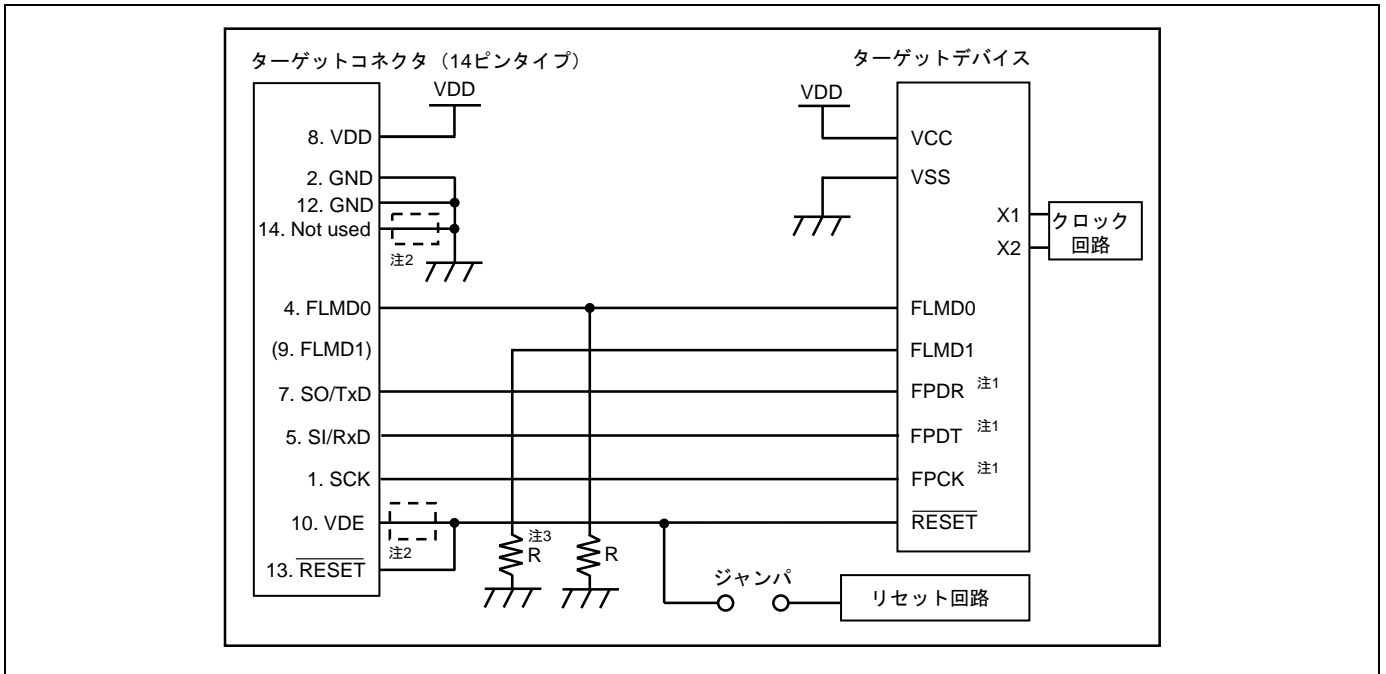 ターゲットコネクタ（14ピンタイプ）
ターゲットデバイス
VDD
VDD
8. VDD
VCC
2. GND
VSS
12. GND
14. Not used
注2
X1
X2
クロック
回路
4. FLMD0
FLMD0
(9. FLMD1)
FLMD1
7. SO/TxD
FPDR 注1
5. SI/RxD
FPDT 注1
1. SCK
FPCK 注1
10. VDE
RESET
注2
注3
R
R
13. RESET
ジャンパ
リセット回路